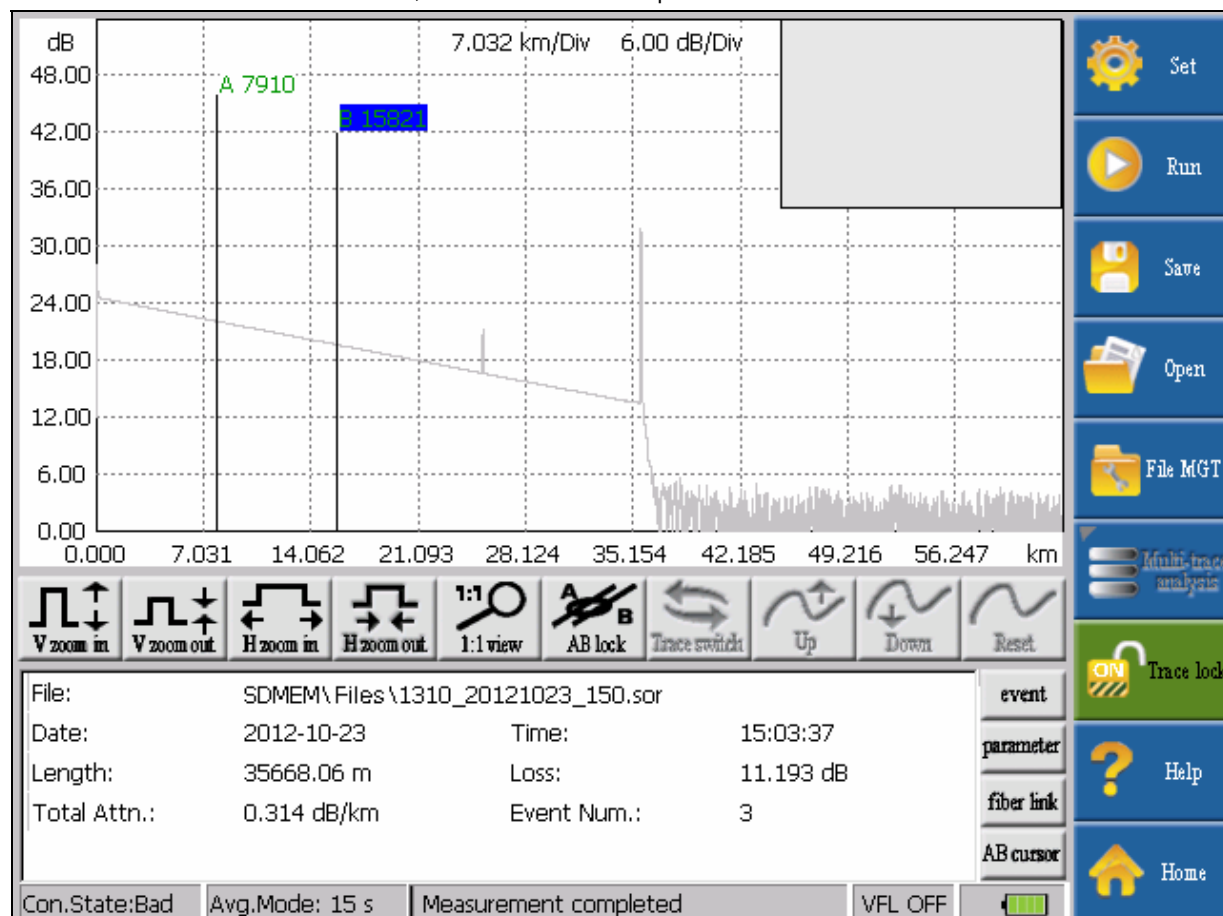 dB
7.032 km/Div 6.00 dB/Div
48.00
A 7910
B 15821
42.00
36.00
30.00
24.00
18.00
12.00
6.00
0.00
0.000 7.031 14.062 21.093 28.124 35.154 42.185 49.216 56.247 km
V zoom in
V zoom out
H zoom in
H zoom out
1:1
1:1 view
A B
AB lock
Trace switch
Up
Down
Reset
File: SDMEM\Files\1310_20121023_150.sor
Date: 2012-10-23 Time: 15:03:37
Length: 35668.06 m Loss: 11.193 dB
Total Attn.: 0.314 dB/km Event Num.: 3
event
parameter
fiber link
AB cursor
Con.State:Bad Avg.Mode: 15 s Measurement completed VFL OFF
Set
Run
Save
Open
File MGT
Multi-trace
analysis
ON
Trace lock
Help
Home